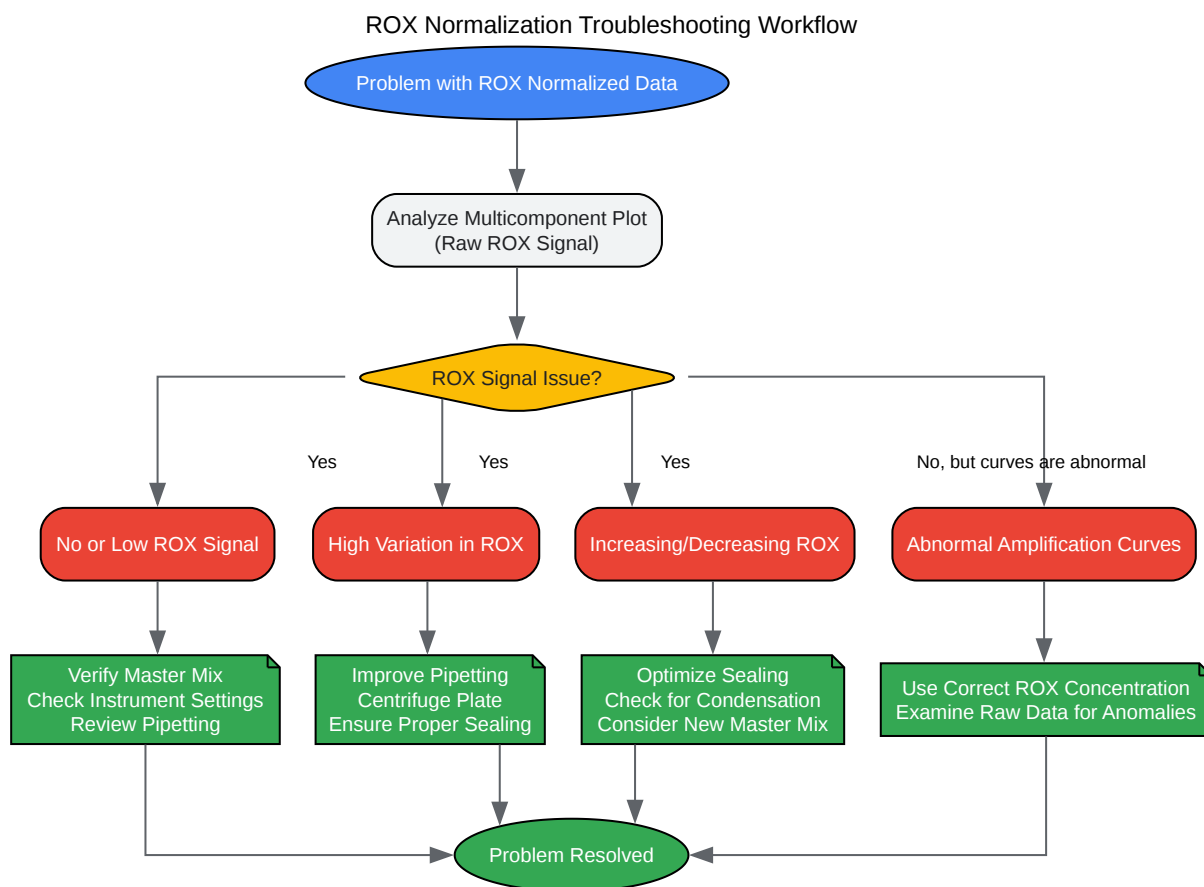 ROX Normalization Troubleshooting Workflow
Problem with ROX Normalized Data
Analyze Multicomponent Plot
(Raw ROX Signal)
ROX Signal Issue?
Yes
Yes
Yes
No, but curves are abnormal
No or Low ROX Signal
High Variation in ROX
Increasing/Decreasing ROX
Abnormal Amplification Curves
Verify Master Mix
Check Instrument Settings
Review Pipetting
Improve Pipetting
Centrifuge Plate
Ensure Proper Sealing
Optimize Sealing
Check for Condensation
Consider New Master Mix
Use Correct ROX Concentration
Examine Raw Data for Anomalies
Problem Resolved